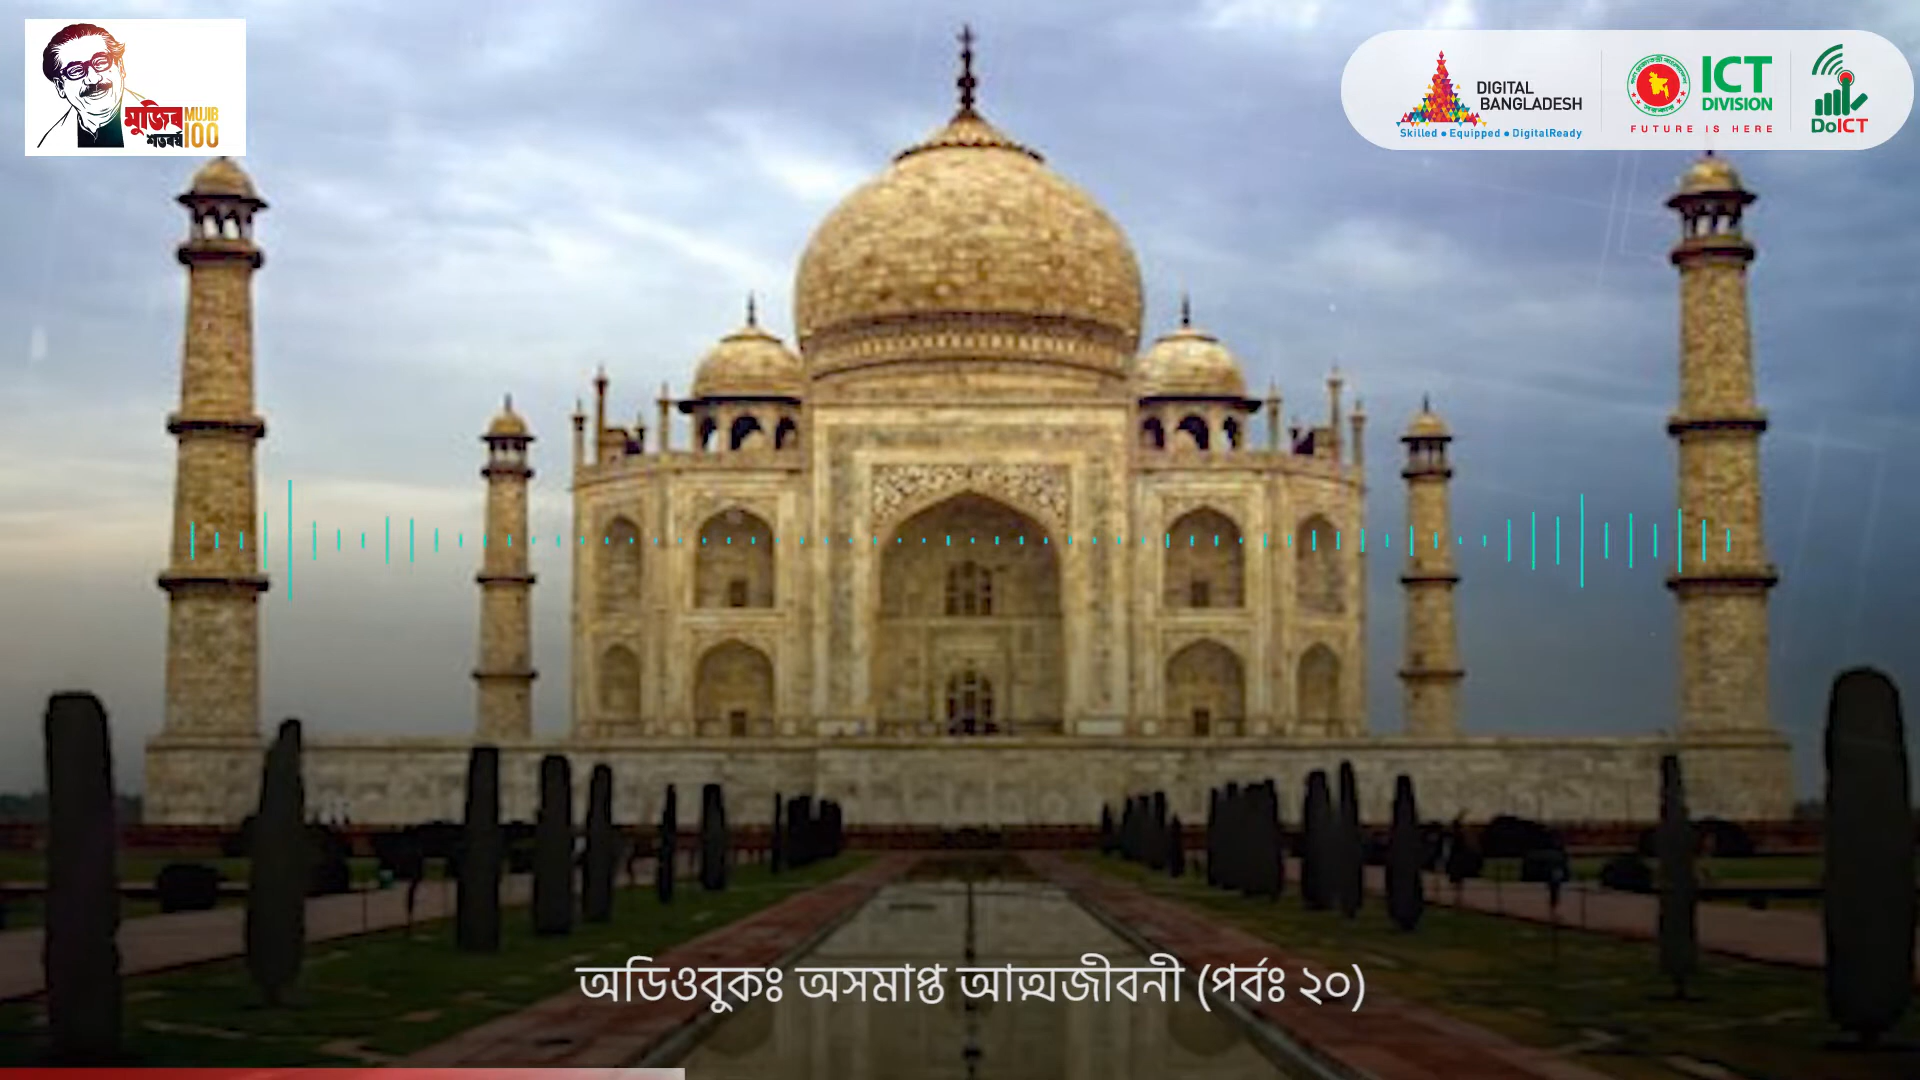 মুজিব MUJIB
শতবর্ষ 100
DIGITAL
BANGLADESH
Skilled • Equipped • DigitalReady
ICT
DIVISION
FUTURE IS HERE
DoICT
অডিওবুকঃ অসমাপ্ত আত্মজীবনী (পর্বঃ ২০)